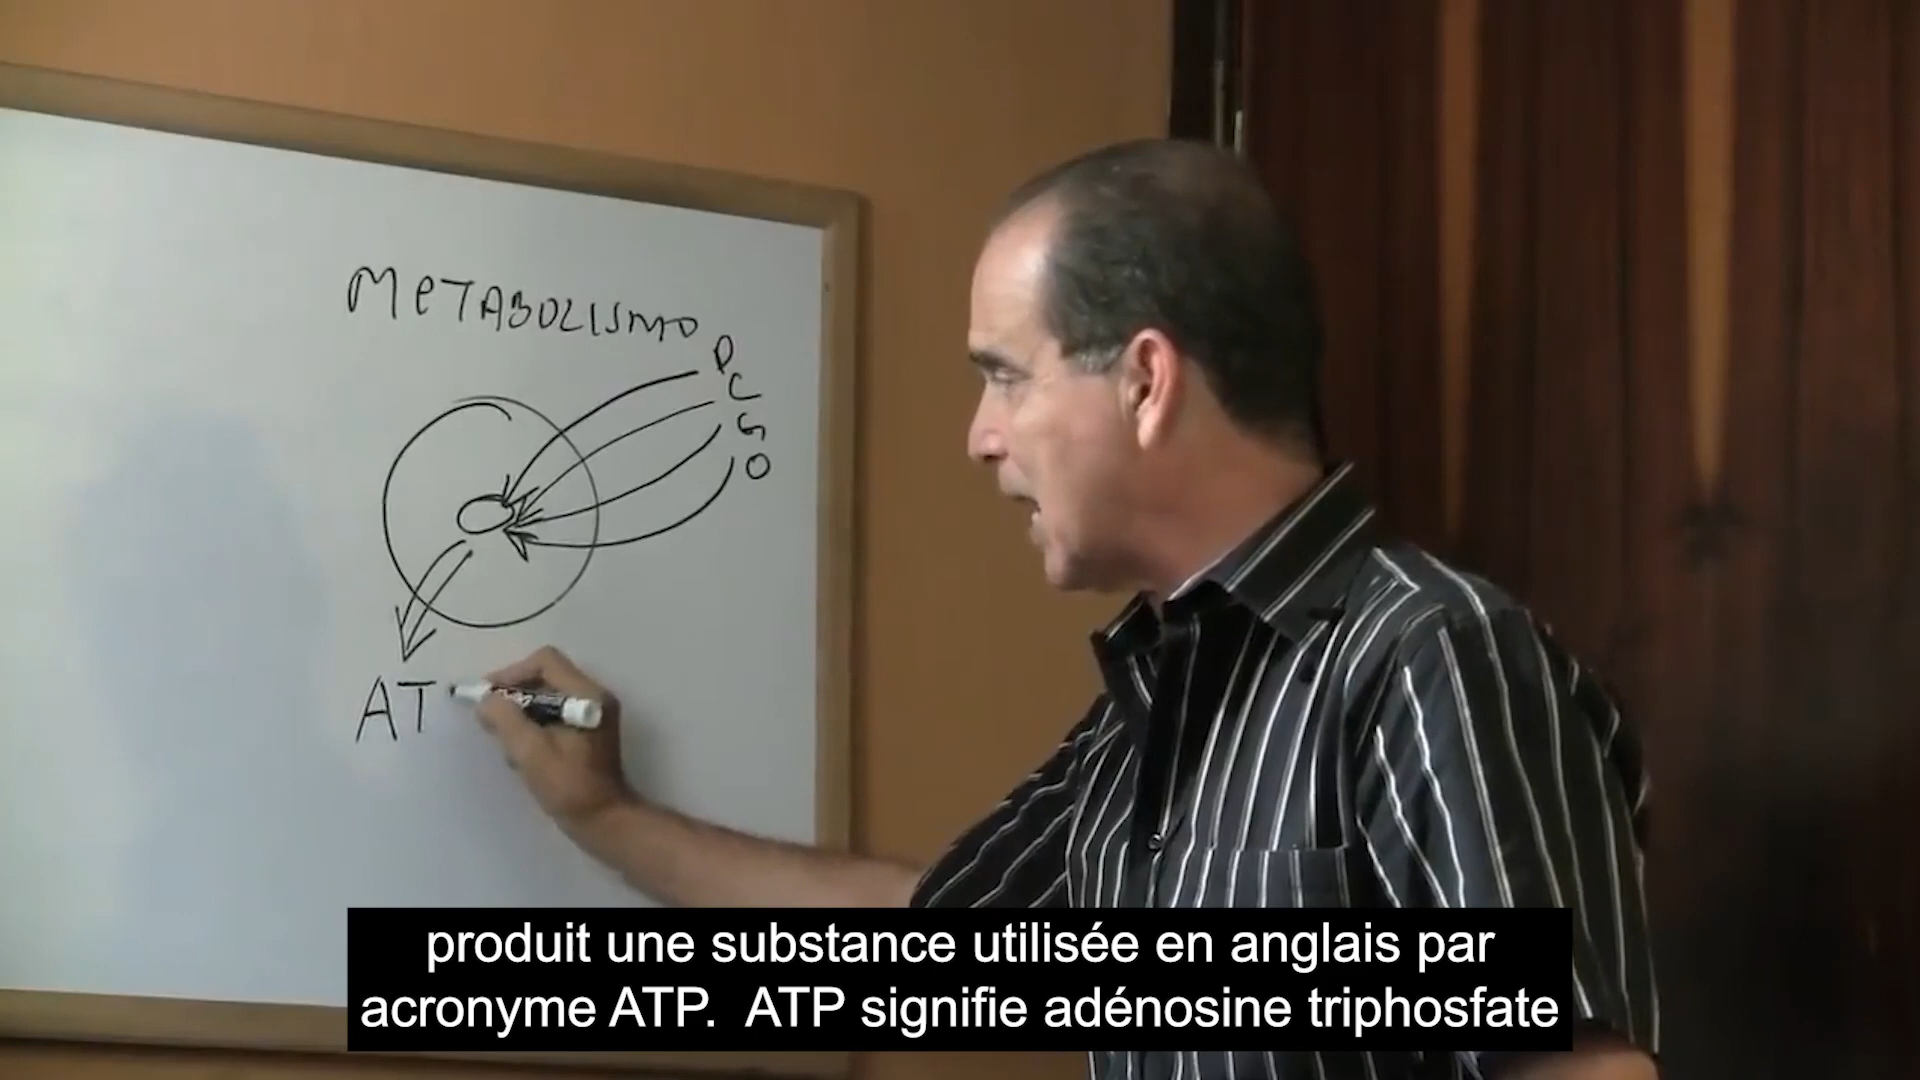 METABOLISMO
P
C
G
O
AT
produit une substance utilisée en anglais par
acronyme ATP.  ATP signifie adénosine triphosfate